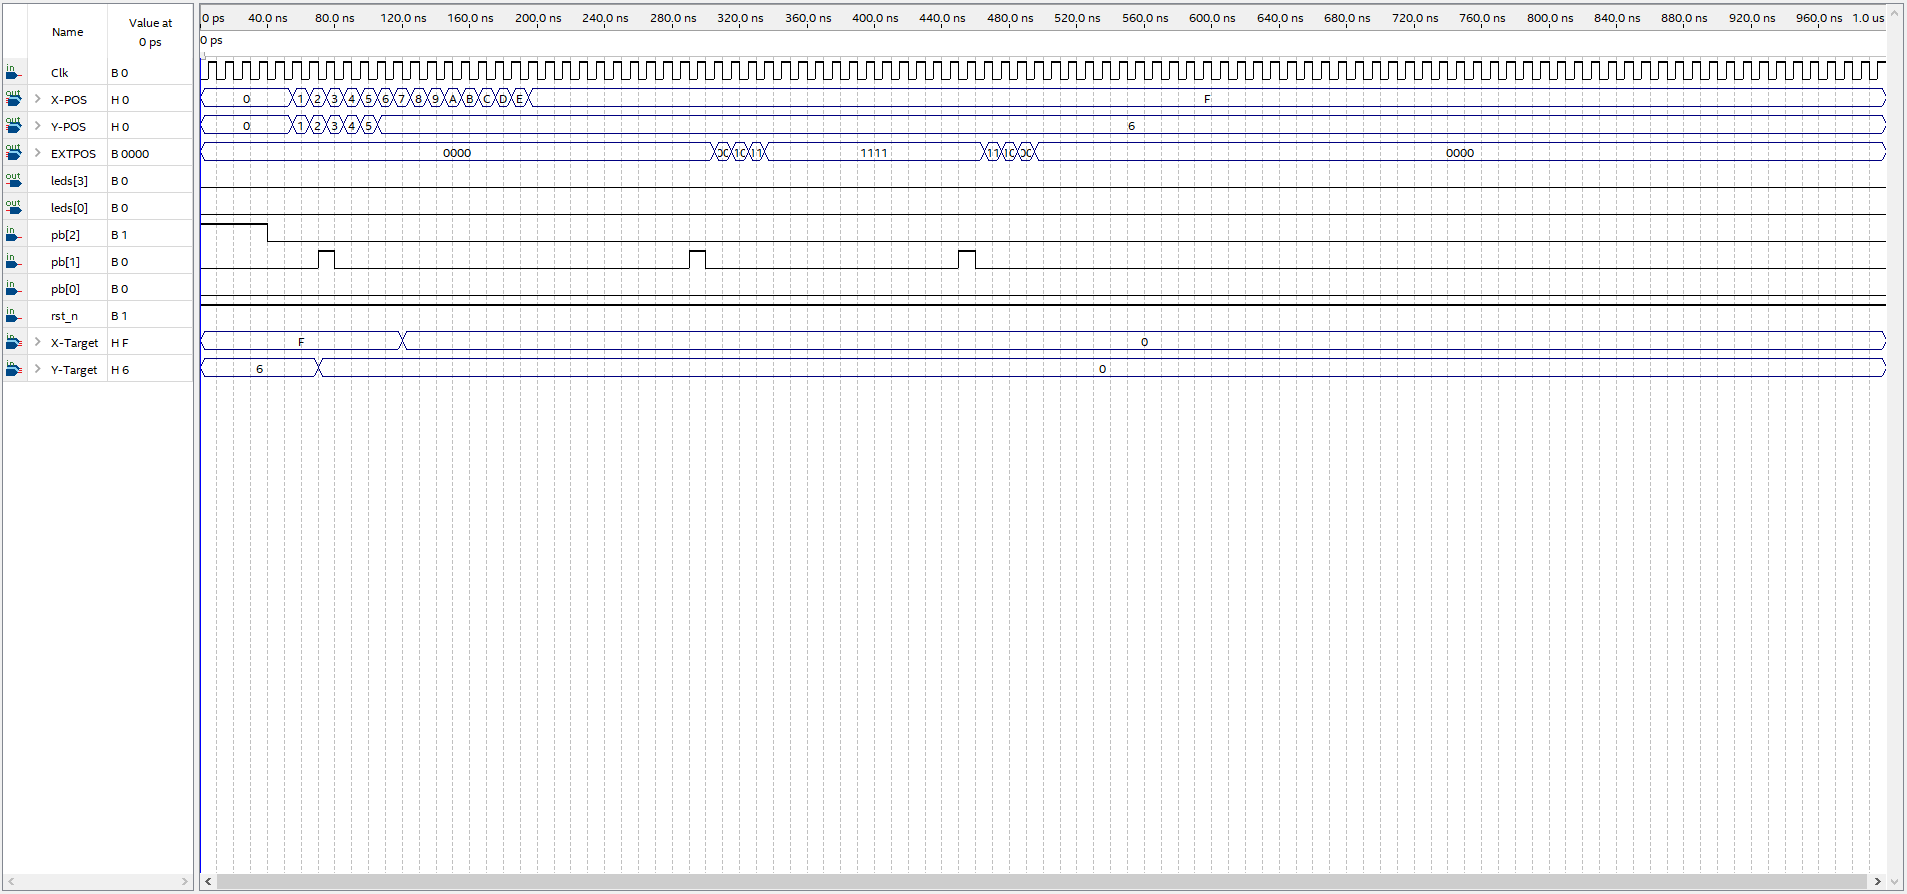 Name Value at 0 ps
0 ps 40.0 ns 80.0 ns 120.0 ns 160.0 ns 200.0 ns 240.0 ns 280.0 ns 320.0 ns 360.0 ns 400.0 ns 440.0 ns 480.0 ns 520.0 ns 560.0 ns 600.0 ns 640.0 ns 680.0 ns 720.0 ns 760.0 ns 800.0 ns 840.0 ns 880.0 ns 920.0 ns 960.0 ns 1.0 us
0 ps
in Clk B 0
out X-POS H 0 0 1 2 3 4 5 6 7 8 9 A B C D E F
out Y-POS H 0 0 1 2 3 4 5 6
out EXTPOS B 0000 0000 1111 0000
out leds[3] B 0
out leds[0] B 0
in pb[2] B 1
in pb[1] B 0
in pb[0] B 0
in rst_n B 1
in X-Target H F F 0
in Y-Target H 6 6 0